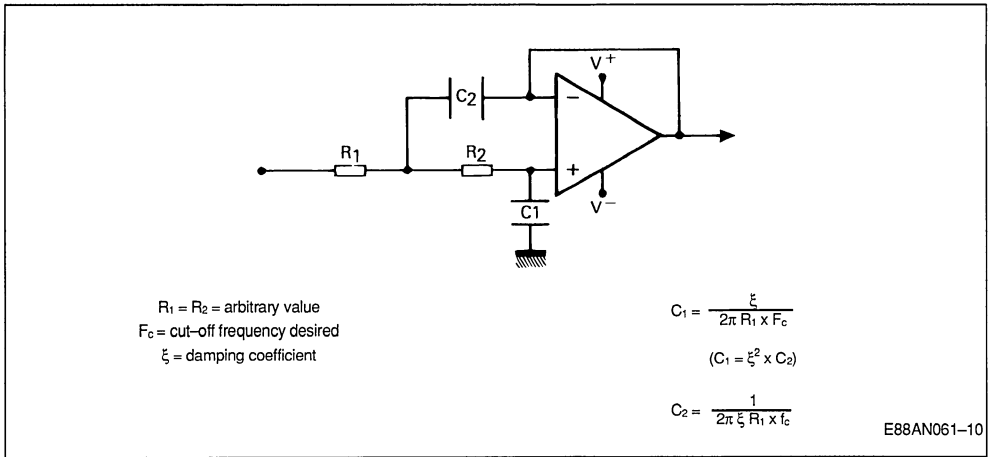 V+
C2
−
R1
R2
+
C1
V−
R1 = R2 = arbitrary value
Fc = cut–off frequency desired
ξ = damping coefficient
C1 = ξ / 2π R1 x Fc
(C1 = ξ² x C2)
C2 = 1 / 2π ξ R1 x fc
E88AN061–10